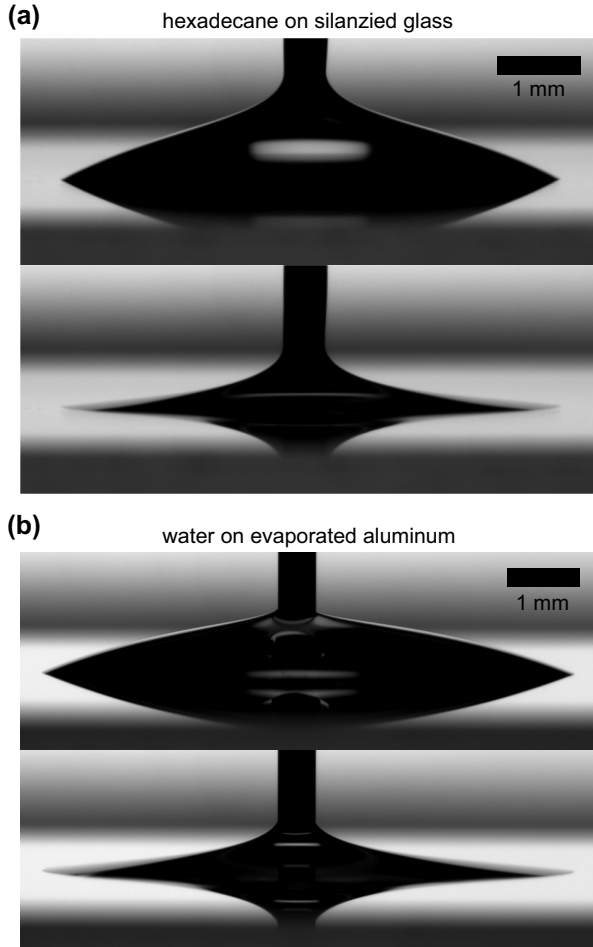 (a)
hexadecane on silanzied glass
1 mm
(b)
water on evaporated aluminum
1 mm